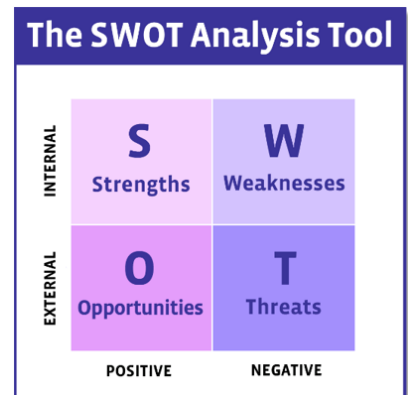 The SWOT Analysis Tool
INTERNAL
S
Strengths
W
Weaknesses
EXTERNAL
O
Opportunities
T
Threats
POSITIVE
NEGATIVE